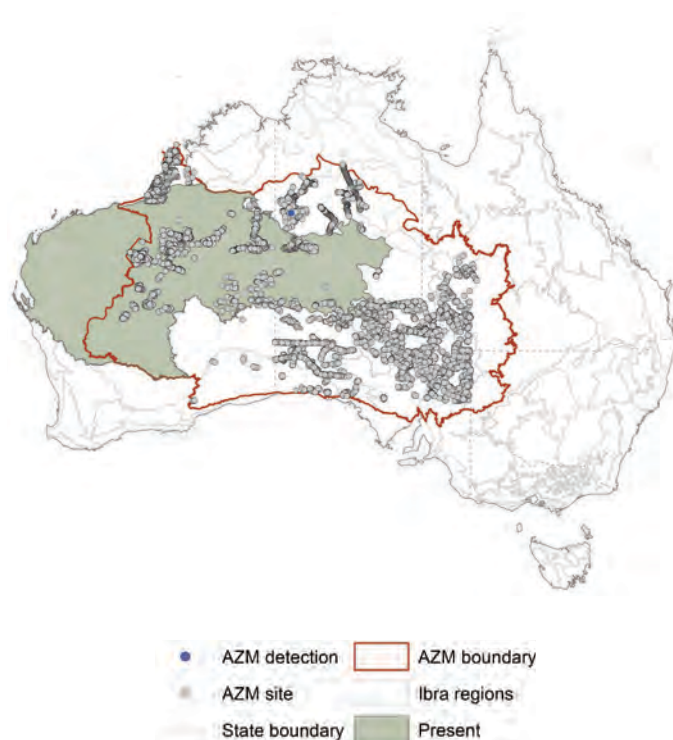 AZM detection
AZM boundary
AZM site
Ibra regions
State boundary
Present